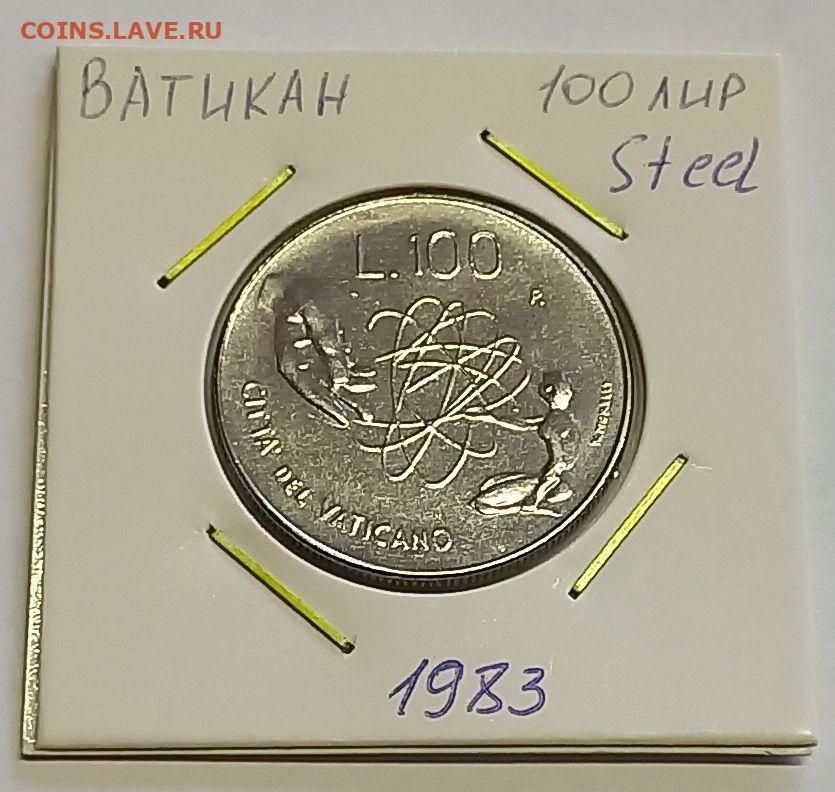 COINS.LAVE.RU
ВАТИКАН
100 ЛИР
Steel
L.100
R
CITTA' DEL VATICANO
1983